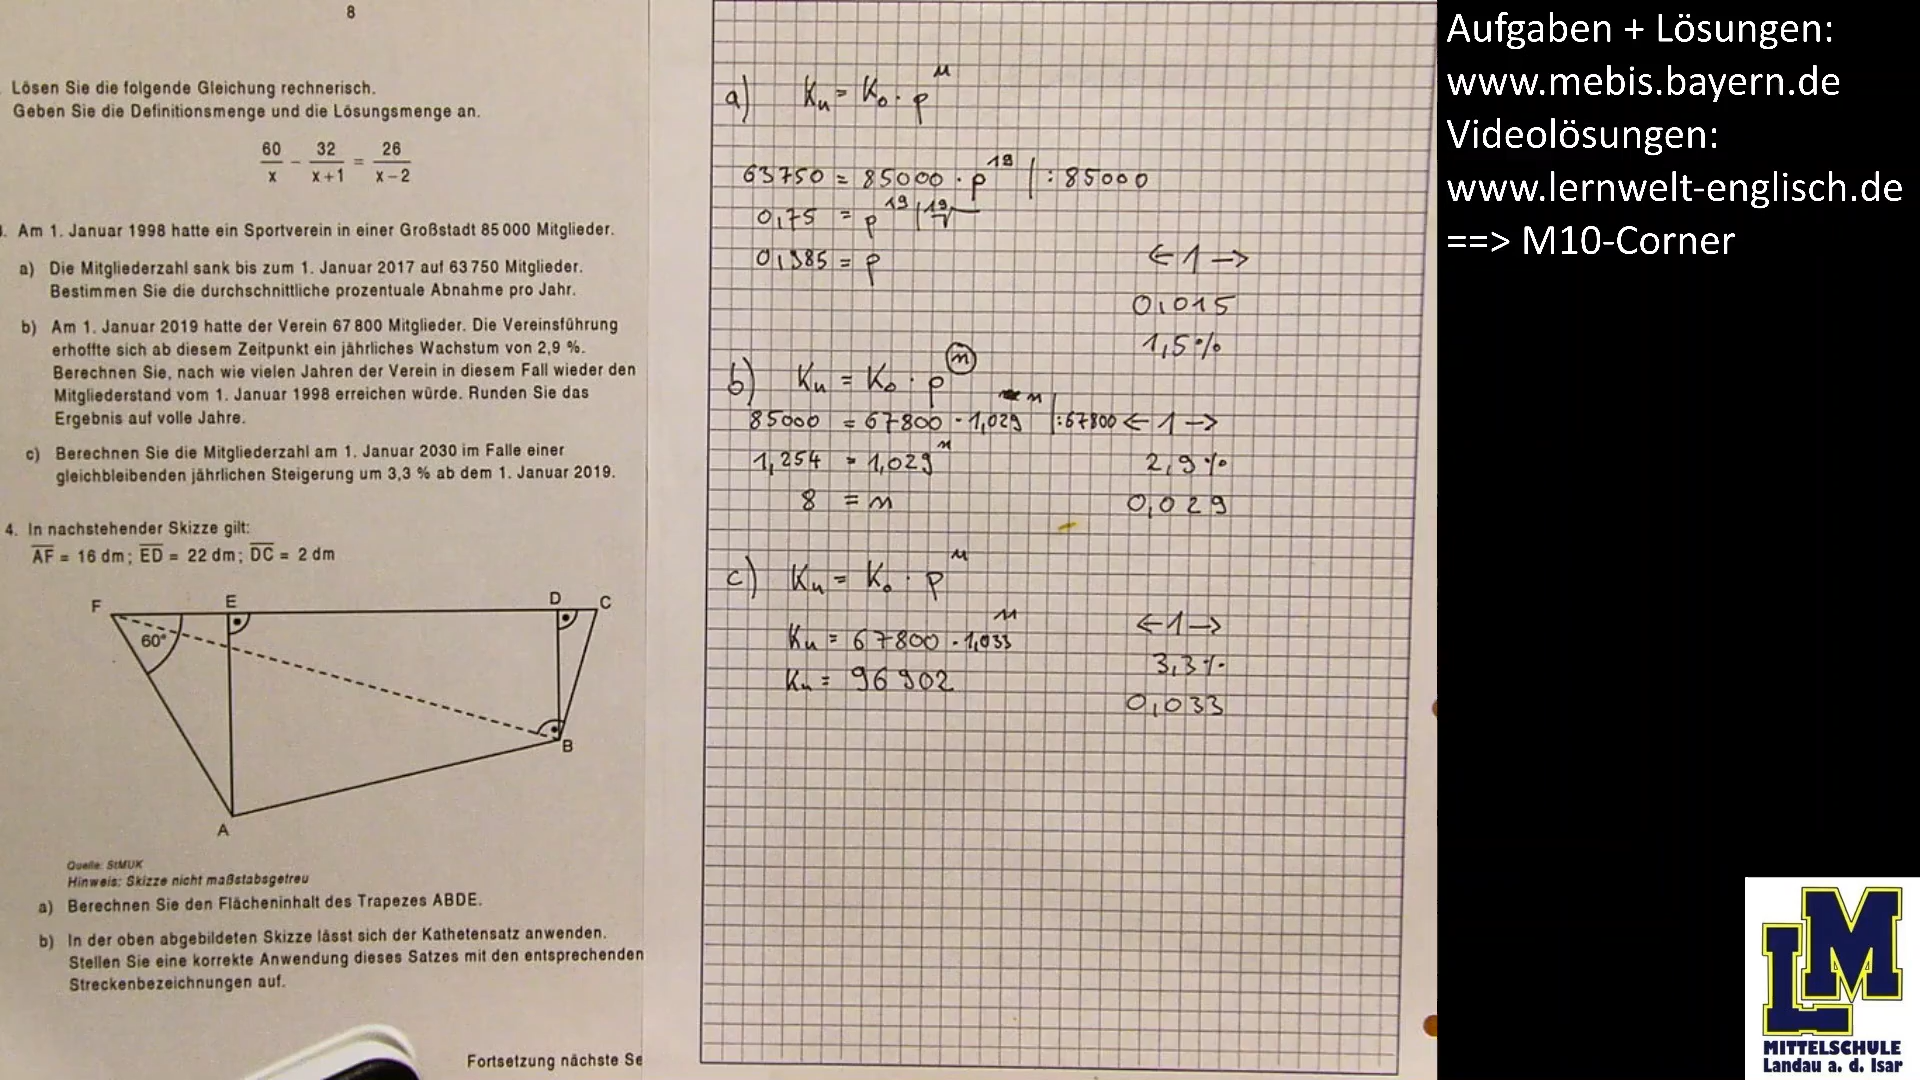 8
Lösen Sie die folgende Gleichung rechnerisch.
Geben Sie die Definitionsmenge und die Lösungsmenge an.
60/x - 32/x+1 = 26/x-2
. Am 1. Januar 1998 hatte ein Sportverein in einer Großstadt 85 000 Mitglieder.
a) Die Mitgliederzahl sank bis zum 1. Januar 2017 auf 63 750 Mitglieder.
Bestimmen Sie die durchschnittliche prozentuale Abnahme pro Jahr.
b) Am 1. Januar 2019 hatte der Verein 67 800 Mitglieder. Die Vereinsführung
erhoffte sich ab diesem Zeitpunkt ein jährliches Wachstum von 2,9 %.
Berechnen Sie, nach wie vielen Jahren der Verein in diesem Fall wieder den
Mitgliederstand vom 1. Januar 1998 erreichen würde. Runden Sie das
Ergebnis auf volle Jahre.
c) Berechnen Sie die Mitgliederzahl am 1. Januar 2030 im Falle einer
gleichbleibenden jährlichen Steigerung um 3,3 % ab dem 1. Januar 2019.
4. In nachstehender Skizze gilt:
AF = 16 dm; ED = 22 dm; DC = 2 dm
F E D C
60°
B
A
Quelle: StMUK
Hinweis: Skizze nicht maßstabsgetreu
a) Berechnen Sie den Flächeninhalt des Trapezes ABDE.
b) In der oben abgebildeten Skizze lässt sich der Kathetensatz anwenden.
Stellen Sie eine korrekte Anwendung dieses Satzes mit den entsprechenden
Streckenbezeichnungen auf.
Fortsetzung nächste Se
a) Kn = K₀ · p^n
63750 = 85000 · p^19 | : 85000
0,75 = p^19 | 19√
0,985 = p
← 1 →
0,015
1,5%
b) Kn = K₀ · p^n
85000 = 67800 · 1,029^n | :67800
1,254 = 1,029^n
8 = n
← 1 →
2,9%
0,029
c) Kn = K₀ · p^n
Kn = 67800 · 1,033^n
Kn = 96902
← 1 →
3,3%
0,033
Aufgaben + Lösungen:
www.mebis.bayern.de
Videolösungen:
www.lernwelt-englisch.de
==> M10-Corner
LM
MITTELSCHULE
Landau a. d. Isar